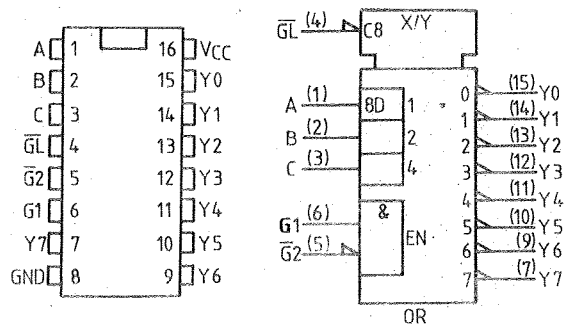 A 1 16 VCC
B 2 15 Y0
C 3 14 Y1
GL 4 13 Y2
G2 5 12 Y3
G1 6 11 Y4
Y7 7 10 Y5
GND 8 9 Y6
GL (4) C8 X/Y
0 (15) Y0
A (1) 8D 1
1 (14) Y1
B (2) 2
2 (13) Y2
C (3) 4
3 (12) Y3
4 (11) Y4
&
G1 (6)
EN
5 (10) Y5
G2 (5)
6 (9) Y6
7 (7) Y7
OR